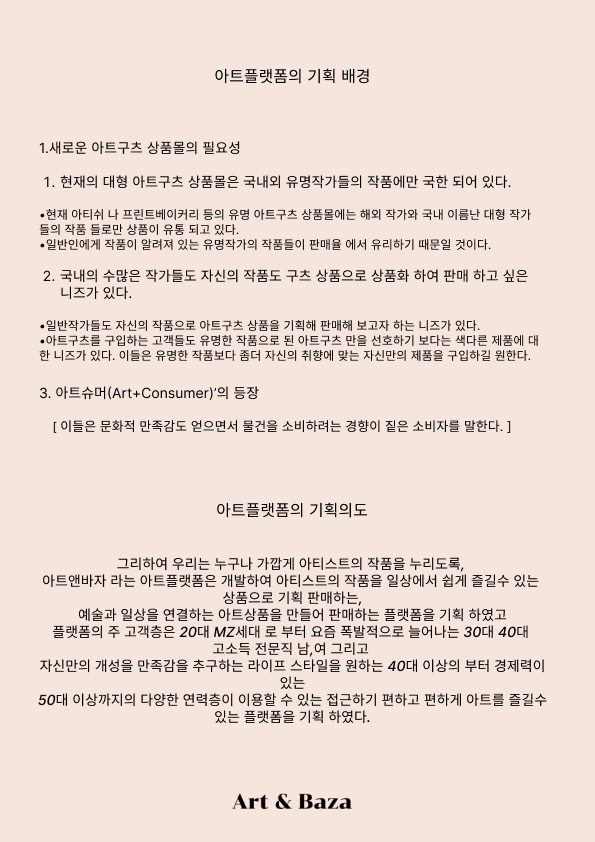 아트플랫폼의 기획 배경
1.새로운 아트구츠 상품몰의 필요성
1. 현재의 대형 아트구츠 상품몰은 국내외 유명작가들의 작품에만 국한 되어 있다.
•현재 아티쉬 나 프린트베이커리 등의 유명 아트구츠 상품몰에는 해외 작가와 국내 이름난 대형 작가
들의 작품 들로만 상품이 유통 되고 있다.
•일반인에게 작품이 알려져 있는 유명작가의 작품들이 판매율 에서 유리하기 때문일 것이다.
2. 국내의 수많은 작가들도 자신의 작품도 구츠 상품으로 상품화 하여 판매 하고 싶은
니즈가 있다.
•일반작가들도 자신의 작품으로 아트구츠 상품을 기획해 판매해 보고자 하는 니즈가 있다.
•아트구츠를 구입하는 고객들도 유명한 작품으로 된 아트구츠 만을 선호하기 보다는 색다른 제품에 대
한 니즈가 있다. 이들은 유명한 작품보다 좀더 자신의 취향에 맞는 자신만의 제품을 구입하길 원한다.
3. 아트슈머(Art+Consumer)'의 등장
[ 이들은 문화적 만족감도 얻으면서 물건을 소비하려는 경향이 짙은 소비자를 말한다. ]
아트플랫폼의 기획의도
그리하여 우리는 누구나 가깝게 아티스트의 작품을 누리도록,
아트앤바자 라는 아트플랫폼은 개발하여 아티스트의 작품을 일상에서 쉽게 즐길수 있는
상품으로 기획 판매하는,
예술과 일상을 연결하는 아트상품을 만들어 판매하는 플랫폼을 기획 하였고
플랫폼의 주 고객층은 20대 MZ세대 로 부터 요즘 폭발적으로 늘어나는 30대 40대
고소득 전문직 남,여 그리고
자신만의 개성을 만족감을 추구하는 라이프 스타일을 원하는 40대 이상의 부터 경제력이
있는
50대 이상까지의 다양한 연력층이 이용할 수 있는 접근하기 편하고 편하게 아트를 즐길수
있는 플랫폼을 기획 하였다.
Art & Baza